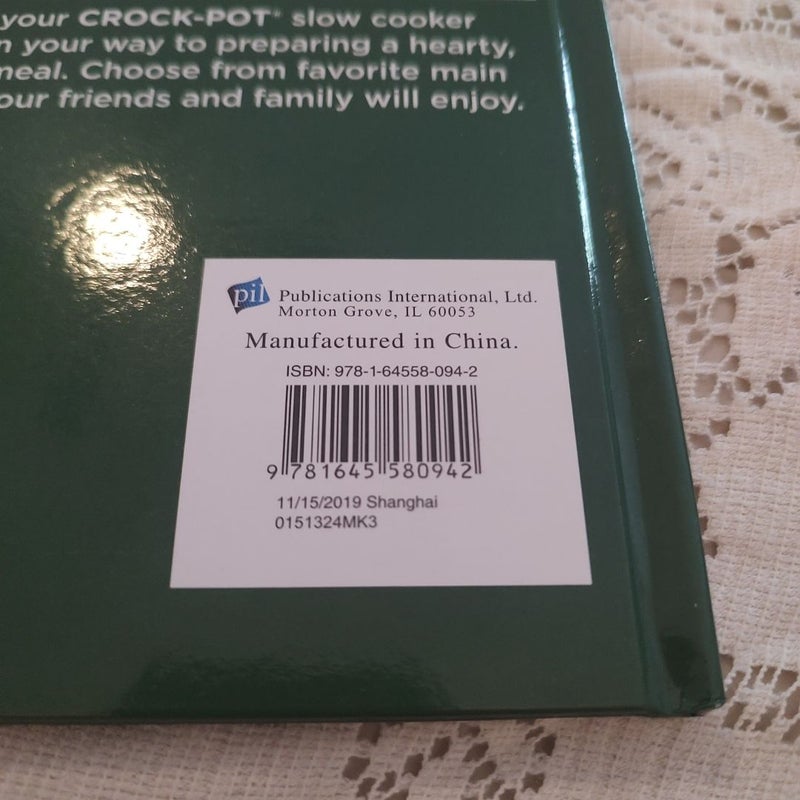 your CROCK-POT® slow cooker
your way to preparing a hearty,
Choose from favorite main
friends and family will enjoy.
pil Publications International, Ltd.
Morton Grove, IL 60053
Manufactured in China.
ISBN: 978-1-64558-094-2
9 781645 580942
11/15/2019 Shanghai
0151324MK3